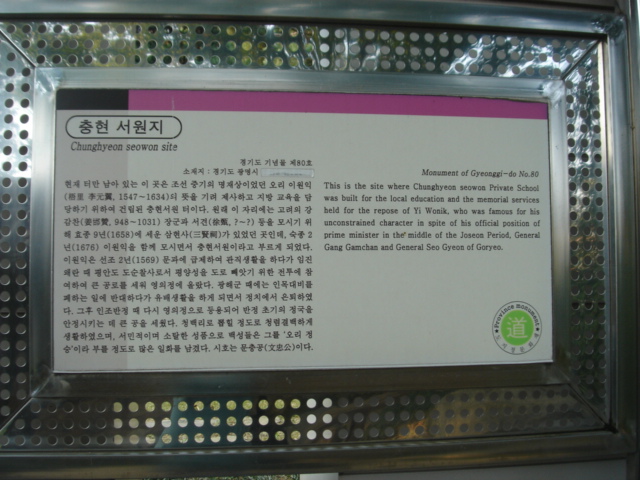 충현 서원지
Chunghyeon seowon site
경기도 기념물 제80호
소재지 : 경기도 광명시
현재 터만 남아 있는 이 곳은 조선 중기의 명재상이었던 오리 이원익
(梧里 李元翼, 1547~1634)의 뜻을 기려 제사하고 지방 교육을 담
당하기 위하여 건립된 충현서원 터이다. 원래 이 자리에는 고려의 강
감찬(姜邯贊, 948~1031) 장군과 서견(徐甄, ?~?) 등을 모시기 위
해 효종 9년(1658)에 세운 삼현사(三賢祠)가 있었던 곳인데, 숙종 2
년(1676) 이원익을 함께 모시면서 충현서원이라고 부르게 되었다.
이원익은 선조 2년(1569) 문과에 급제하여 관직생활을 하다가 임진
왜란 때 평안도 도순찰사로서 평양성을 도로 빼앗기 위한 전투에 참
여하여 큰 공로를 세워 영의정에 올랐다. 광해군 때에는 인목대비를
폐하는 일에 반대하다가 유배생활을 하게 되면서 정치에서 은퇴하였
다. 그후 인조반정 때 다시 영의정으로 등용되어 반정 초기의 정국을
안정시키는 데 큰 공을 세웠다. 청백리로 뽑힐 정도로 청렴결백하게
생활하였으며, 서민적이며 소탈한 성품으로 백성들은 그를 '오리 정
승'이라 부를 정도로 많은 일화를 남겼다. 시호는 문충공(文忠公)이다.
Monument of Gyeonggi-do No.80
This is the site where Chunghyeon seowon Private School
was built for the local education and the memorial services
held for the repose of Yi Wonik, who was famous for his
unconstrained character in spite of his official position of
prime minister in the middle of the Joseon Period, General
Gang Gamchan and General Seo Gyeon of Goryeo.
Province monument
道